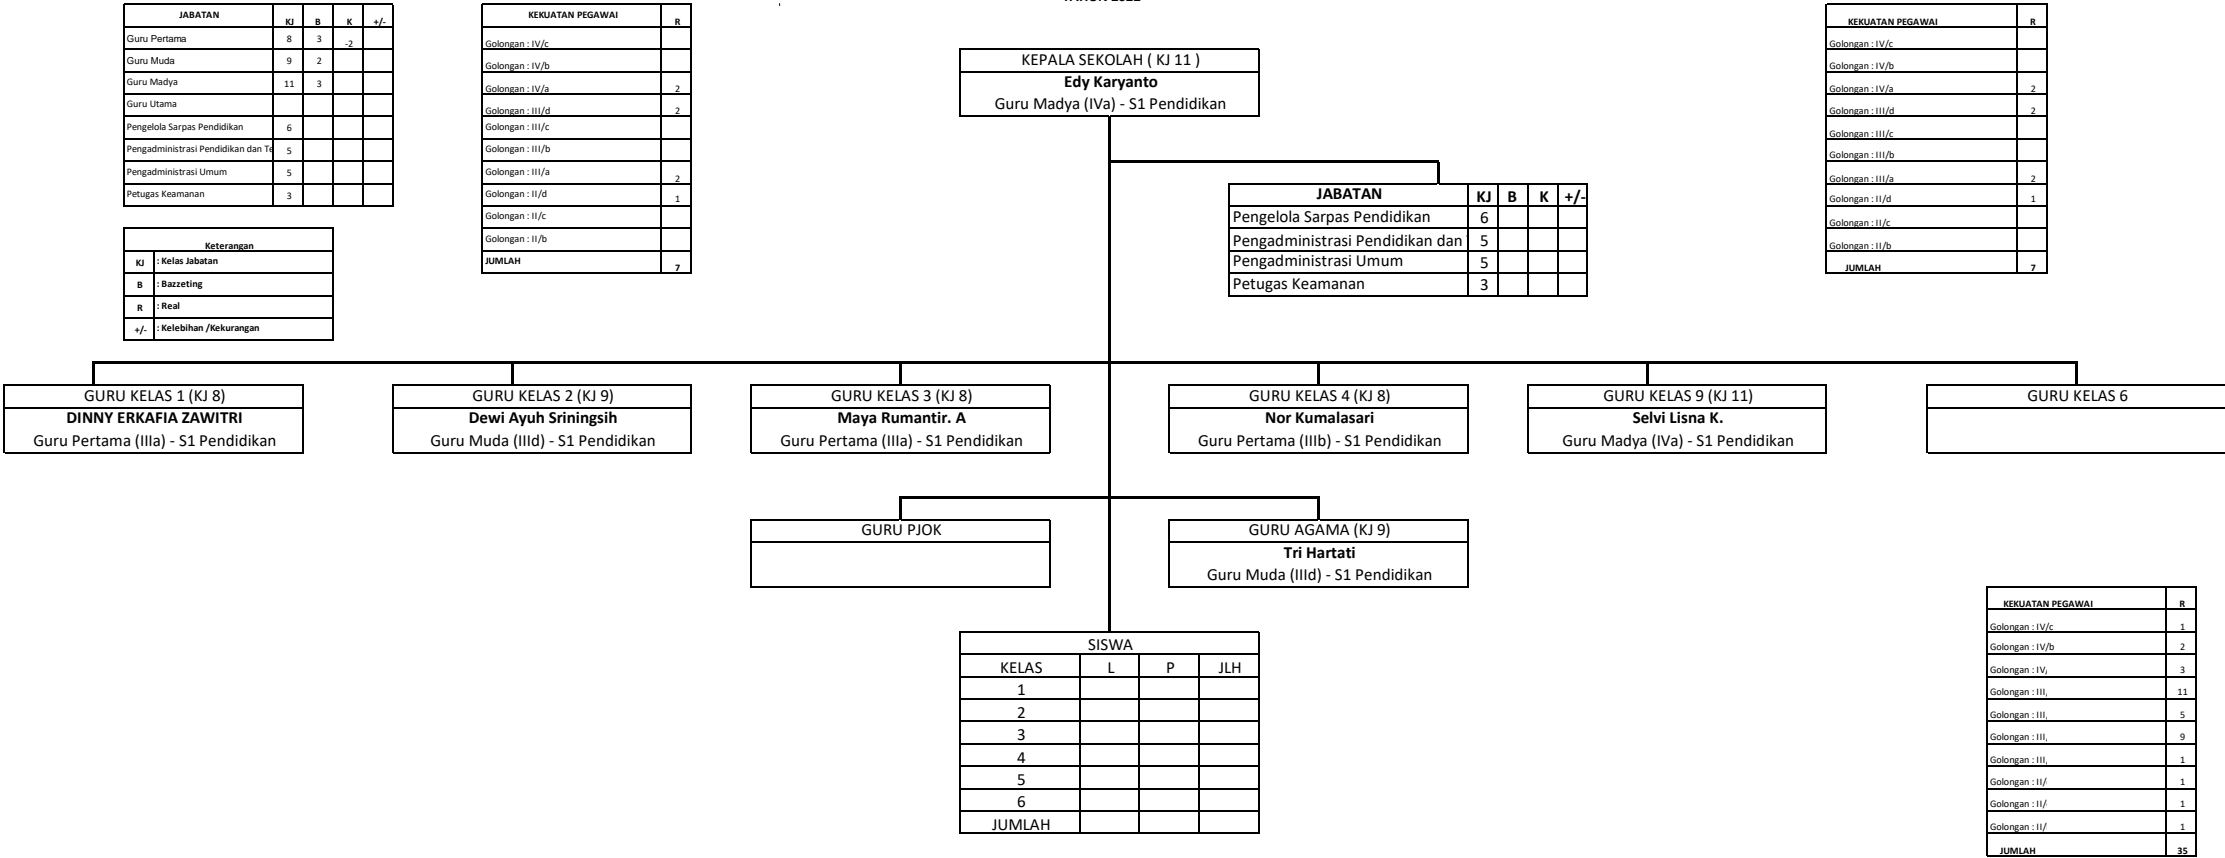 TAHUN 2022
JABATAN KJ B K +/-
Guru Pertama 8 3 -2
Guru Muda 9 2
Guru Madya 11 3
Guru Utama
Pengelola Sarpas Pendidikan 6
Pengadministrasi Pendidikan dan Te 5
Pengadministrasi Umum 5
Petugas Keamanan 3
Keterangan
KJ : Kelas Jabatan
B : Bazzeting
R : Real
+/- : Kelebihan /Kekurangan
KEKUATAN PEGAWAI R
Golongan : IV/c
Golongan : IV/b
Golongan : IV/a 2
Golongan : III/d 2
Golongan : III/c
Golongan : III/b
Golongan : III/a 2
Golongan : II/d 1
Golongan : II/c
Golongan : II/b
JUMLAH 7
KEPALA SEKOLAH ( KJ 11 )
Edy Karyanto
Guru Madya (IVa) - S1 Pendidikan
JABATAN KJ B K +/-
Pengelola Sarpas Pendidikan 6
Pengadministrasi Pendidikan dan 5
Pengadministrasi Umum 5
Petugas Keamanan 3
KEKUATAN PEGAWAI R
Golongan : IV/c
Golongan : IV/b
Golongan : IV/a 2
Golongan : III/d 2
Golongan : III/c
Golongan : III/b
Golongan : III/a 2
Golongan : II/d 1
Golongan : II/c
Golongan : II/b
JUMLAH 7
GURU KELAS 1 (KJ 8)
DINNY ERKAFIA ZAWITRI
Guru Pertama (IIIa) - S1 Pendidikan
GURU KELAS 2 (KJ 9)
Dewi Ayuh Sriningsih
Guru Muda (IIId) - S1 Pendidikan
GURU KELAS 3 (KJ 8)
Maya Rumantir. A
Guru Pertama (IIIa) - S1 Pendidikan
GURU KELAS 4 (KJ 8)
Nor Kumalasari
Guru Pertama (IIIb) - S1 Pendidikan
GURU KELAS 9 (KJ 11)
Selvi Lisna K.
Guru Madya (IVa) - S1 Pendidikan
GURU KELAS 6
GURU PJOK
GURU AGAMA (KJ 9)
Tri Hartati
Guru Muda (IIId) - S1 Pendidikan
SISWA
KELAS L P JLH
1
2
3
4
5
6
JUMLAH
KEKUATAN PEGAWAI R
Golongan : IV/c 1
Golongan : IV/b 2
Golongan : IV/ 3
Golongan : III/ 11
Golongan : III/ 5
Golongan : III/ 9
Golongan : III/ 1
Golongan : II/ 1
Golongan : II/ 1
Golongan : II/ 1
JUMLAH 35